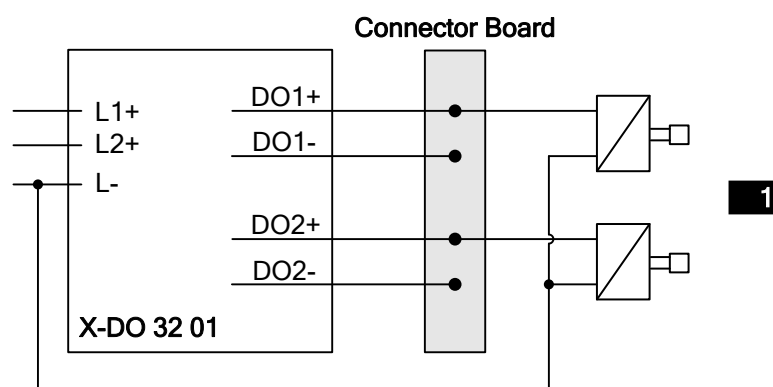 Connector Board
L1+
L2+
L-
DO1+
DO1-
DO2+
DO2-
X-DO 32 01
1